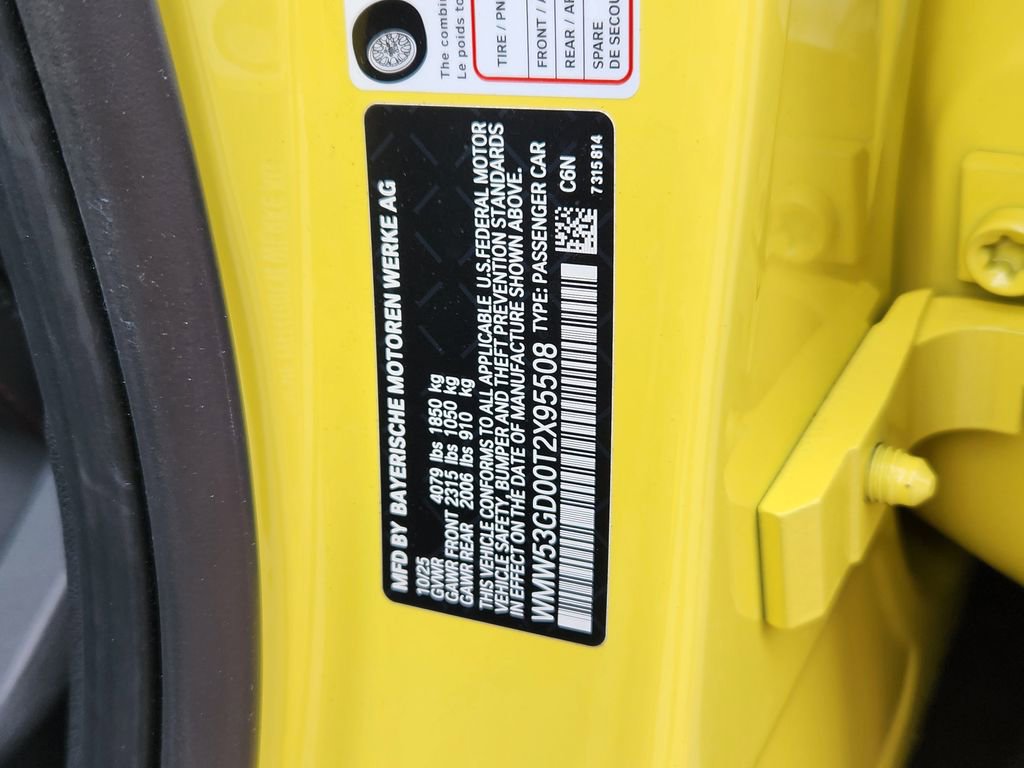 The combin
Le poids to
TIRE / PN
FRONT / A
REAR / AR
SPARE
DE SECOU
MFD BY BAYERISCHE MOTOREN WERKE AG
10/25
GVWR 4079 lbs 1850 kg
GAWR FRONT 2315 lbs 1050 kg
GAWR REAR 2006 lbs 910 kg
THIS VEHICLE CONFORMS TO ALL APPLICABLE U.S.FEDERAL MOTOR
VEHICLE SAFETY, BUMPER AND THEFT PREVENTION STANDARDS
IN EFFECT ON THE DATE OF MANUFACTURE SHOWN ABOVE.
WMW53GD00T2X95508 TYPE: PASSENGER CAR
C6N
7315814